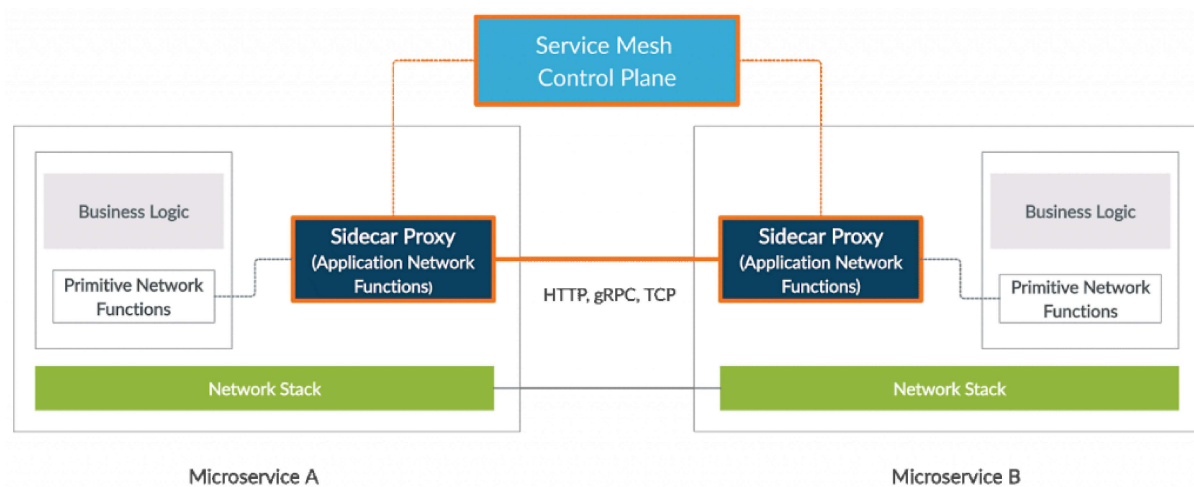 Service Mesh
Control Plane
Business Logic
Primitive Network
Functions
Sidecar Proxy
(Application Network
Functions)
HTTP, gRPC, TCP
Sidecar Proxy
(Application Network
Functions)
Business Logic
Primitive Network
Functions
Network Stack
Network Stack
Microservice A
Microservice B